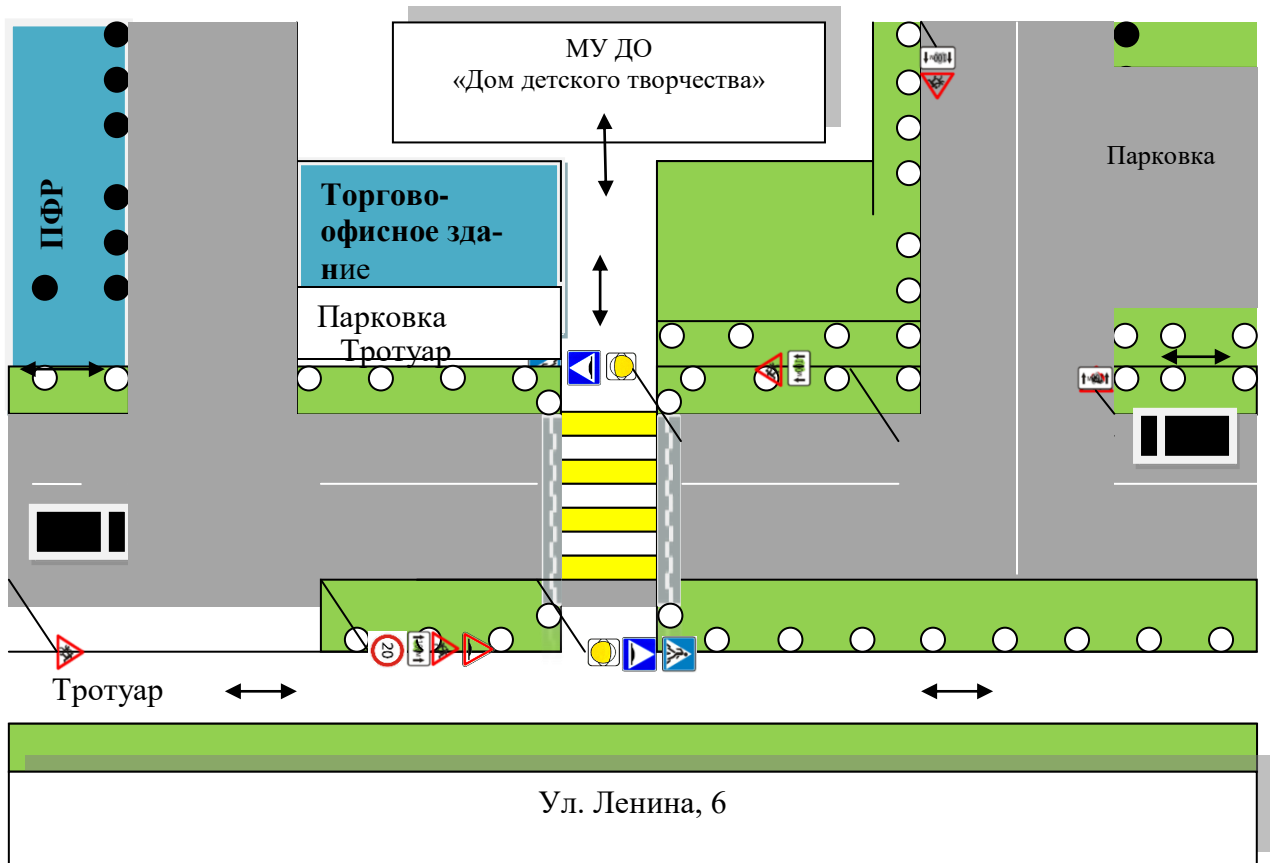 МУ ДО
«Дом детского творчества»
Парковка
ПФР
Торгово-
офисное зда-
ние
Парковка
Тротуар
20
Тротуар
Ул. Ленина, 6